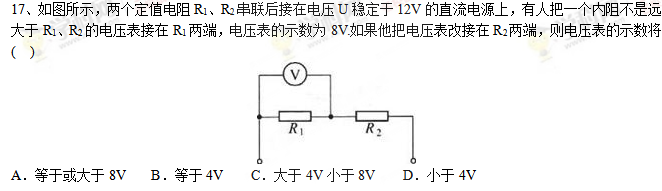 17、如图所示，两个定值电阻 R₁、R₂串联后接在电压 U 稳定于 12V 的直流电源上，有人把一个内阻不是远
大于 R₁、R₂的电压表接在 R₁两端，电压表的示数为 8V.如果他把电压表改接在 R₂两端，则电压表的示数将
(   )
V
R₁ R₂
A．等于或大于 8V B．等于 4V C．大于 4V 小于 8V D．小于 4V